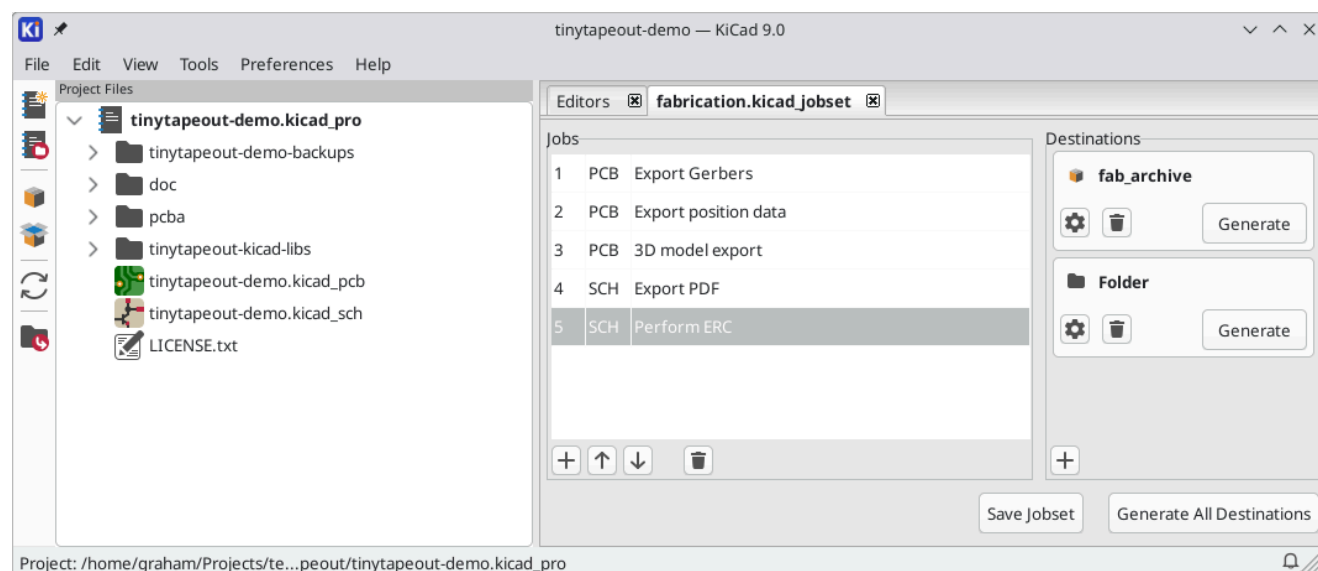 Ki
tinytapeout-demo — KiCad 9.0
File Edit View Tools Preferences Help
Project Files
tinytapeout-demo.kicad_pro
tinytapeout-demo-backups
doc
pcba
tinytapeout-kicad-libs
tinytapeout-demo.kicad_pcb
tinytapeout-demo.kicad_sch
LICENSE.txt
Editors fabrication.kicad_jobset
Jobs
1 PCB Export Gerbers
2 PCB Export position data
3 PCB 3D model export
4 SCH Export PDF
5 SCH Perform ERC
Destinations
fab_archive
Generate
Folder
Generate
Save Jobset Generate All Destinations
Project: /home/graham/Projects/te...peout/tinytapeout-demo.kicad_pro